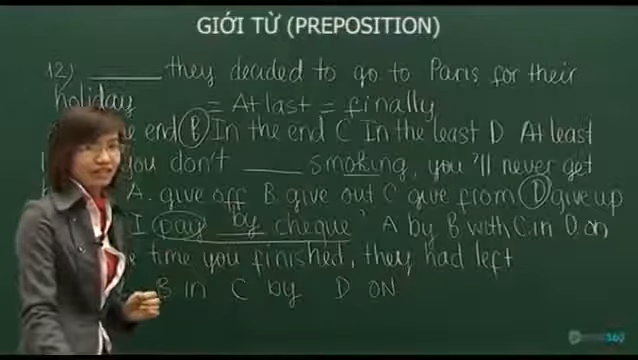 GIỚI TỪ (PREPOSITION)
12) ______ they decided to go to Paris for their
holiday = At last = finally
end B In the end C In the least D At least
you don't ____ smoking, you'll never get
A. give off B. give out C give from D give up
I pay by cheque A by B with C. in D. on
time you finished, they had left
B in C by D ON